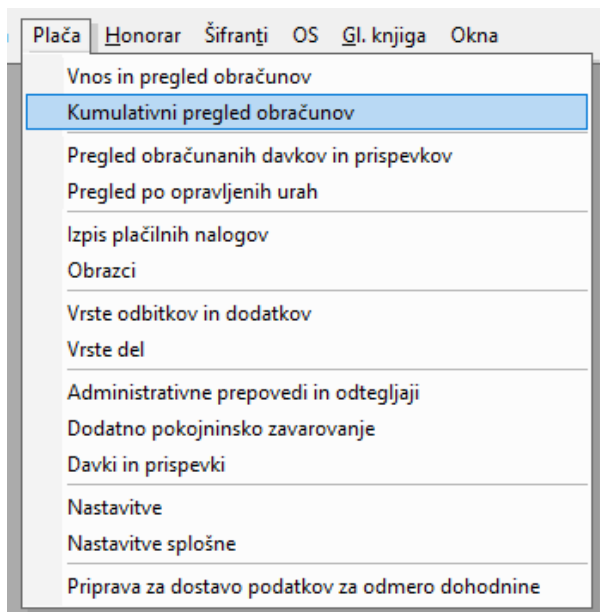 Plača Honorar Šifranti OS Gl. knjiga Okna
Vnos in pregled obračunov
Kumulativni pregled obračunov
Pregled obračunanih davkov in prispevkov
Pregled po opravljenih urah
Izpis plačilnih nalogov
Obrazci
Vrste odbitkov in dodatkov
Vrste del
Administrativne prepovedi in odtegljaji
Dodatno pokojninsko zavarovanje
Davki in prispevki
Nastavitve
Nastavitve splošne
Priprava za dostavo podatkov za odmero dohodnine